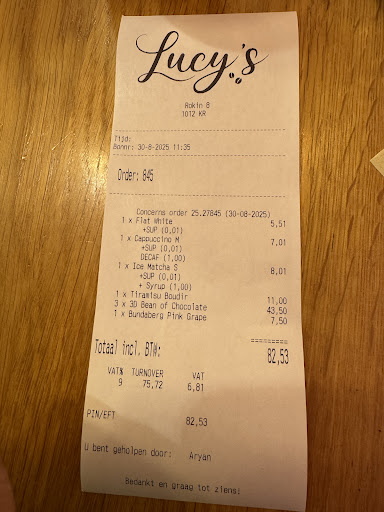 Lucy's
Rokin 8
1012 KR
Tijd:
Bonnr: 30-8-2025 11:35
Order: 845
Concerns order 25.27845 (30-08-2025)
1 x Flat White 5,51
+SUP (0,01)
1 x Cappuccino M 7,01
+SUP (0,01)
DECAF (1,00)
1 x Ice Matcha S 8,01
+SUP (0,01)
+ Syrup (1,00)
1 x Tiramisu Boudir 11,00
3 x 3D Bean of Chocolate 43,50
1 x Bundaberg Pink Grape 7,50
Totaal incl. BTW: 82,53
VAT% TURNOVER VAT
9 75,72 6,81
PIN/EFT 82,53
U bent geholpen door: Aryan
Bedankt en graag tot ziens: